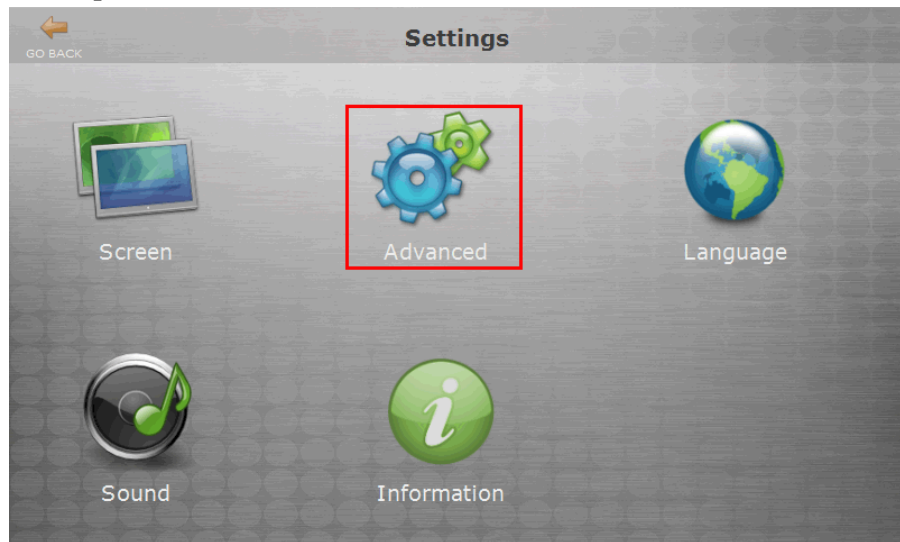 Settings
GO BACK
Screen
Advanced
Language
Sound
Information